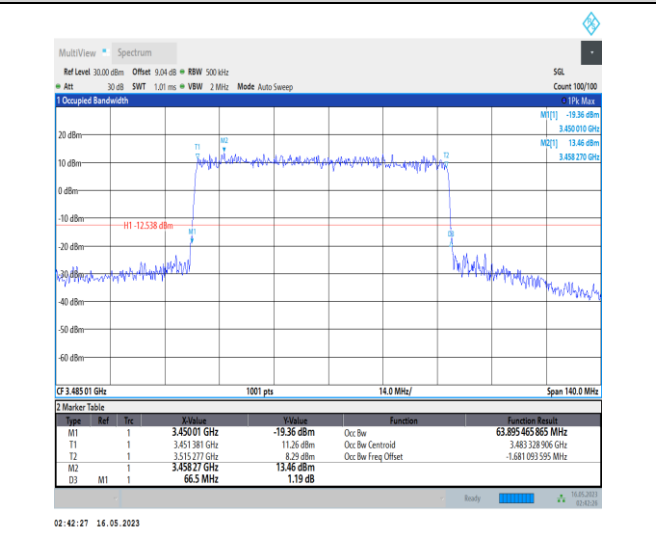 MultiView Spectrum
Ref Level 30.00 dBm Offset 9.04 dB RBW 500 kHz SGL
Att 30 dB SWT 1.01 ms VBW 2 MHz Mode Auto Sweep Count 100/100
1 Occupied Bandwidth 1Pk Max
M1[1] -19.36 dBm
3.450 010 GHz
M2[1] 13.46 dBm
3.458 270 GHz
20 dBm
T1 M2 T2
10 dBm
0 dBm
-10 dBm
H1 -12.538 dBm
M1 D3
-20 dBm
-30 dBm
-40 dBm
-50 dBm
-60 dBm
CF 3.485 01 GHz 1001 pts 14.0 MHz/ Span 140.0 MHz
2 Marker Table
Type Ref Trc X-Value Y-Value Function Function Result
M1 1 3.45001 GHz -19.36 dBm Occ Bw 63.895 465 865 MHz
T1 1 3.451 381 GHz 11.26 dBm Occ Bw Centroid 3.483 328 906 GHz
T2 1 3.515 277 GHz 8.29 dBm Occ Bw Freq Offset -1.681 093 595 MHz
M2 1 3.45827 GHz 13.46 dBm
D3 M1 1 66.5 MHz 1.19 dB
Ready 16.05.2023
02:42:26
02:42:27 16.05.2023